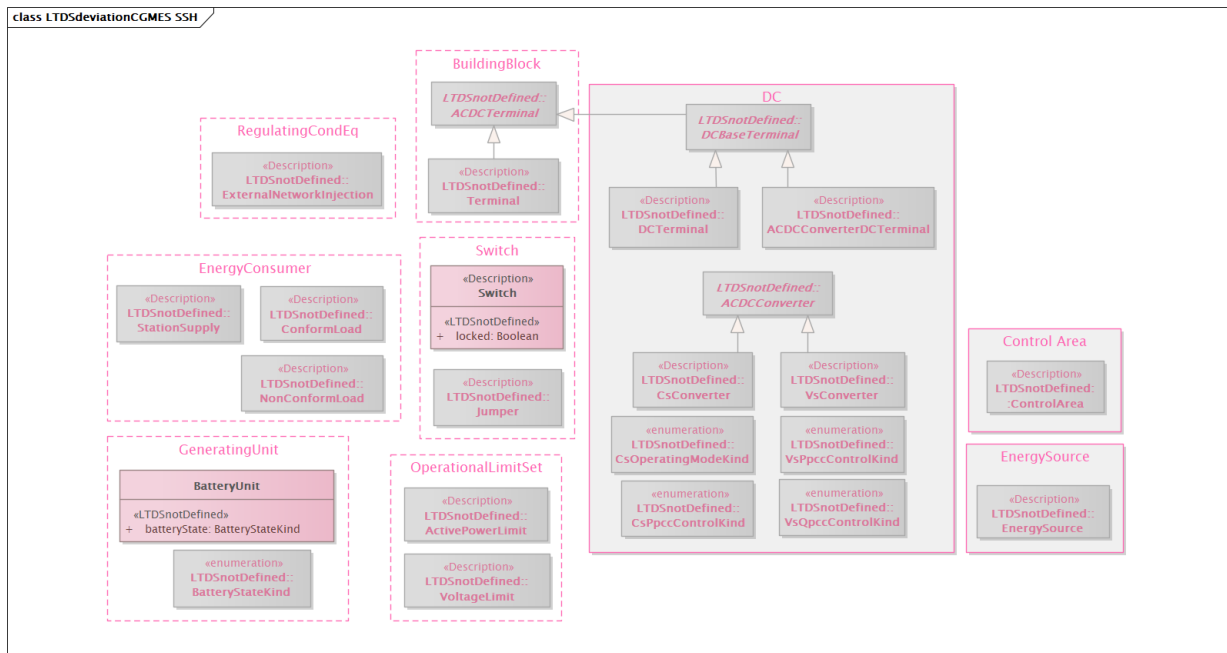 class LTDSdeviationCGMES SSH
BuildingBlock
LTDSnotDefined::
ACDCTerminal
«Description»
LTDSnotDefined::
Terminal
RegulatingCondEq
«Description»
LTDSnotDefined::
ExternalNetworkInjection
DC
LTDSnotDefined::
DCBaseTerminal
«Description»
LTDSnotDefined::
DCTerminal
«Description»
LTDSnotDefined::
ACDCConverterDCTerminal
LTDSnotDefined::
ACDCConverter
«Description»
LTDSnotDefined::
CsConverter
«Description»
LTDSnotDefined::
VsConverter
«enumeration»
LTDSnotDefined::
CsOperatingModeKind
«enumeration»
LTDSnotDefined::
VsPpccControlKind
«enumeration»
LTDSnotDefined::
CsPpccControlKind
«enumeration»
LTDSnotDefined::
VsQpccControlKind
EnergyConsumer
«Description»
LTDSnotDefined::
StationSupply
«Description»
LTDSnotDefined::
ConformLoad
«Description»
LTDSnotDefined::
NonConformLoad
Switch
«Description»
Switch
«LTDSnotDefined»
+ locked: Boolean
«Description»
LTDSnotDefined::
Jumper
Control Area
«Description»
LTDSnotDefined:
:ControlArea
GeneratingUnit
BatteryUnit
«LTDSnotDefined»
+ batteryState: BatteryStateKind
«enumeration»
LTDSnotDefined::
BatteryStateKind
OperationalLimitSet
«Description»
LTDSnotDefined::
ActivePowerLimit
«Description»
LTDSnotDefined::
VoltageLimit
EnergySource
«Description»
LTDSnotDefined::
EnergySource